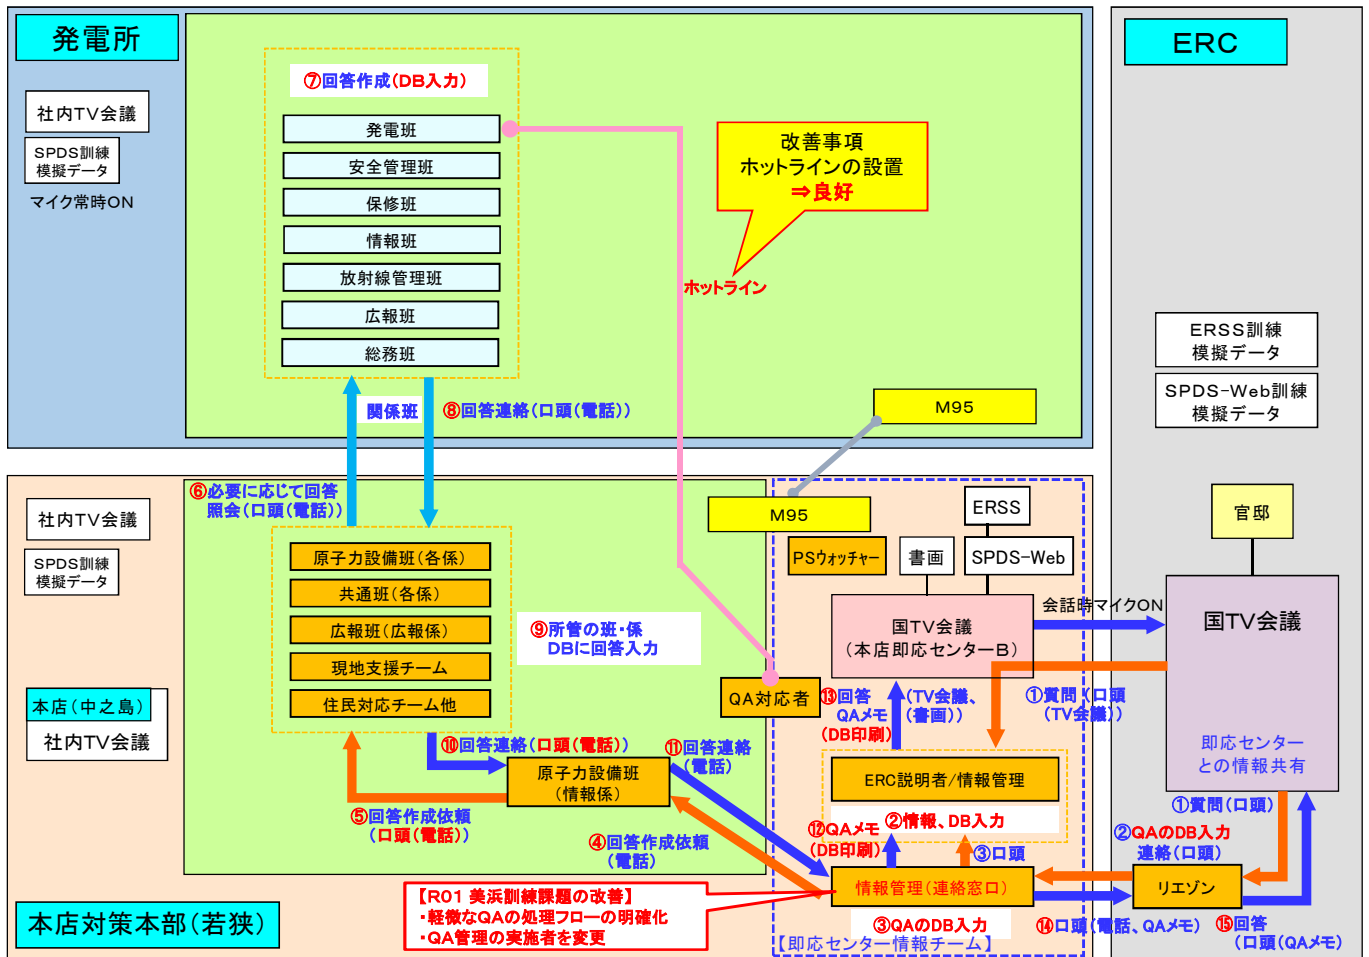 発電所
社内TV会議
SPDS訓練
模擬データ
マイク常時ON
⑦回答作成(DB入力)
発電班
安全管理班
保修班
情報班
放射線管理班
広報班
総務班
改善事項
ホットラインの設置
⇒良好
ホットライン
関係班
⑧回答連絡(口頭(電話))
M95
ERC
ERSS訓練
模擬データ
SPDS-Web訓練
模擬データ
官邸
国TV会議
即応センター
との情報共有
社内TV会議
SPDS訓練
模擬データ
本店(中之島)
社内TV会議
本店対策本部(若狭)
⑥必要に応じて回答
照会(口頭(電話))
原子力設備班(各係)
共通班(各係)
広報班(広報係)
現地支援チーム
住民対応チーム他
⑨所管の班・係
DBに回答入力
⑩回答連絡(口頭(電話))
⑤回答作成依頼
(口頭(電話))
原子力設備班
(情報係)
⑪回答連絡
(電話)
④回答作成依頼
(電話)
【R01 美浜訓練課題の改善】
・軽微なQAの処理フローの明確化
・QA管理の実施者を変更
M95
PSウォッチャー
書画
ERSS
SPDS-Web
国TV会議
(本店即応センターB)
会話時マイクON
QA対応者
⑬回答 (TV会議、
QAメモ (書画))
(DB印刷)
①質問(口頭
(TV会議))
ERC説明者/情報管理
②情報、DB入力
⑫QAメモ
(DB印刷)
③口頭
情報管理(連絡窓口)
③QAのDB入力
【即応センター情報チーム】
①質問(口頭)
②QAのDB入力
連絡(口頭)
リエゾン
⑭口頭(電話、QAメモ)
⑮回答
(口頭(QAメモ)